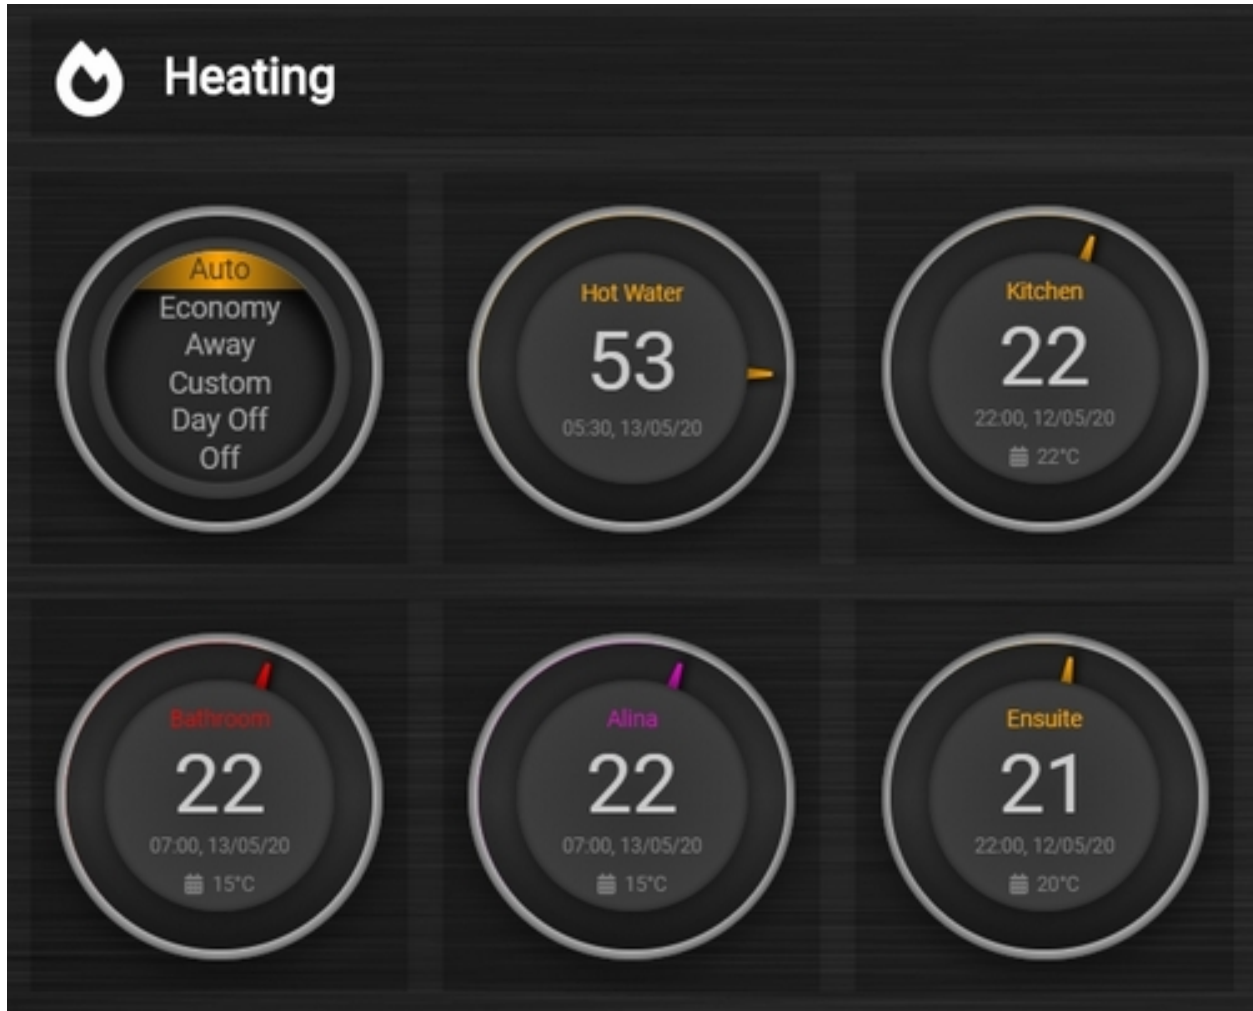 Heating
Auto
Economy
Away
Custom
Day Off
Off
Hot Water
53
05:30, 13/05/20
Kitchen
22
22:00, 12/05/20
22°C
Bathroom
22
07:00, 13/05/20
15°C
Alina
22
07:00, 13/05/20
15°C
Ensuite
21
22:00, 12/05/20
20°C